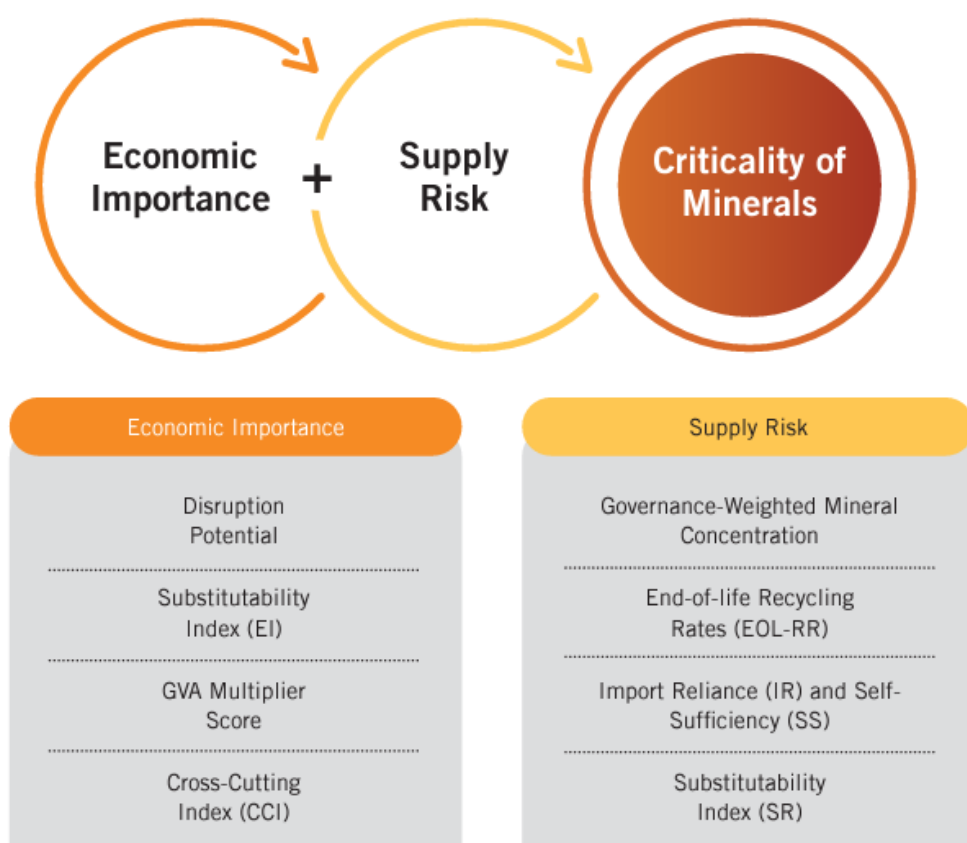 Economic
Importance
+
Supply
Risk
Criticality of
Minerals
Economic Importance
Disruption
Potential
Substitutability
Index (EI)
GVA Multiplier
Score
Cross-Cutting
Index (CCI)
Supply Risk
Governance-Weighted Mineral
Concentration
End-of-life Recycling
Rates (EOL-RR)
Import Reliance (IR) and Self-
Sufficiency (SS)
Substitutability
Index (SR)